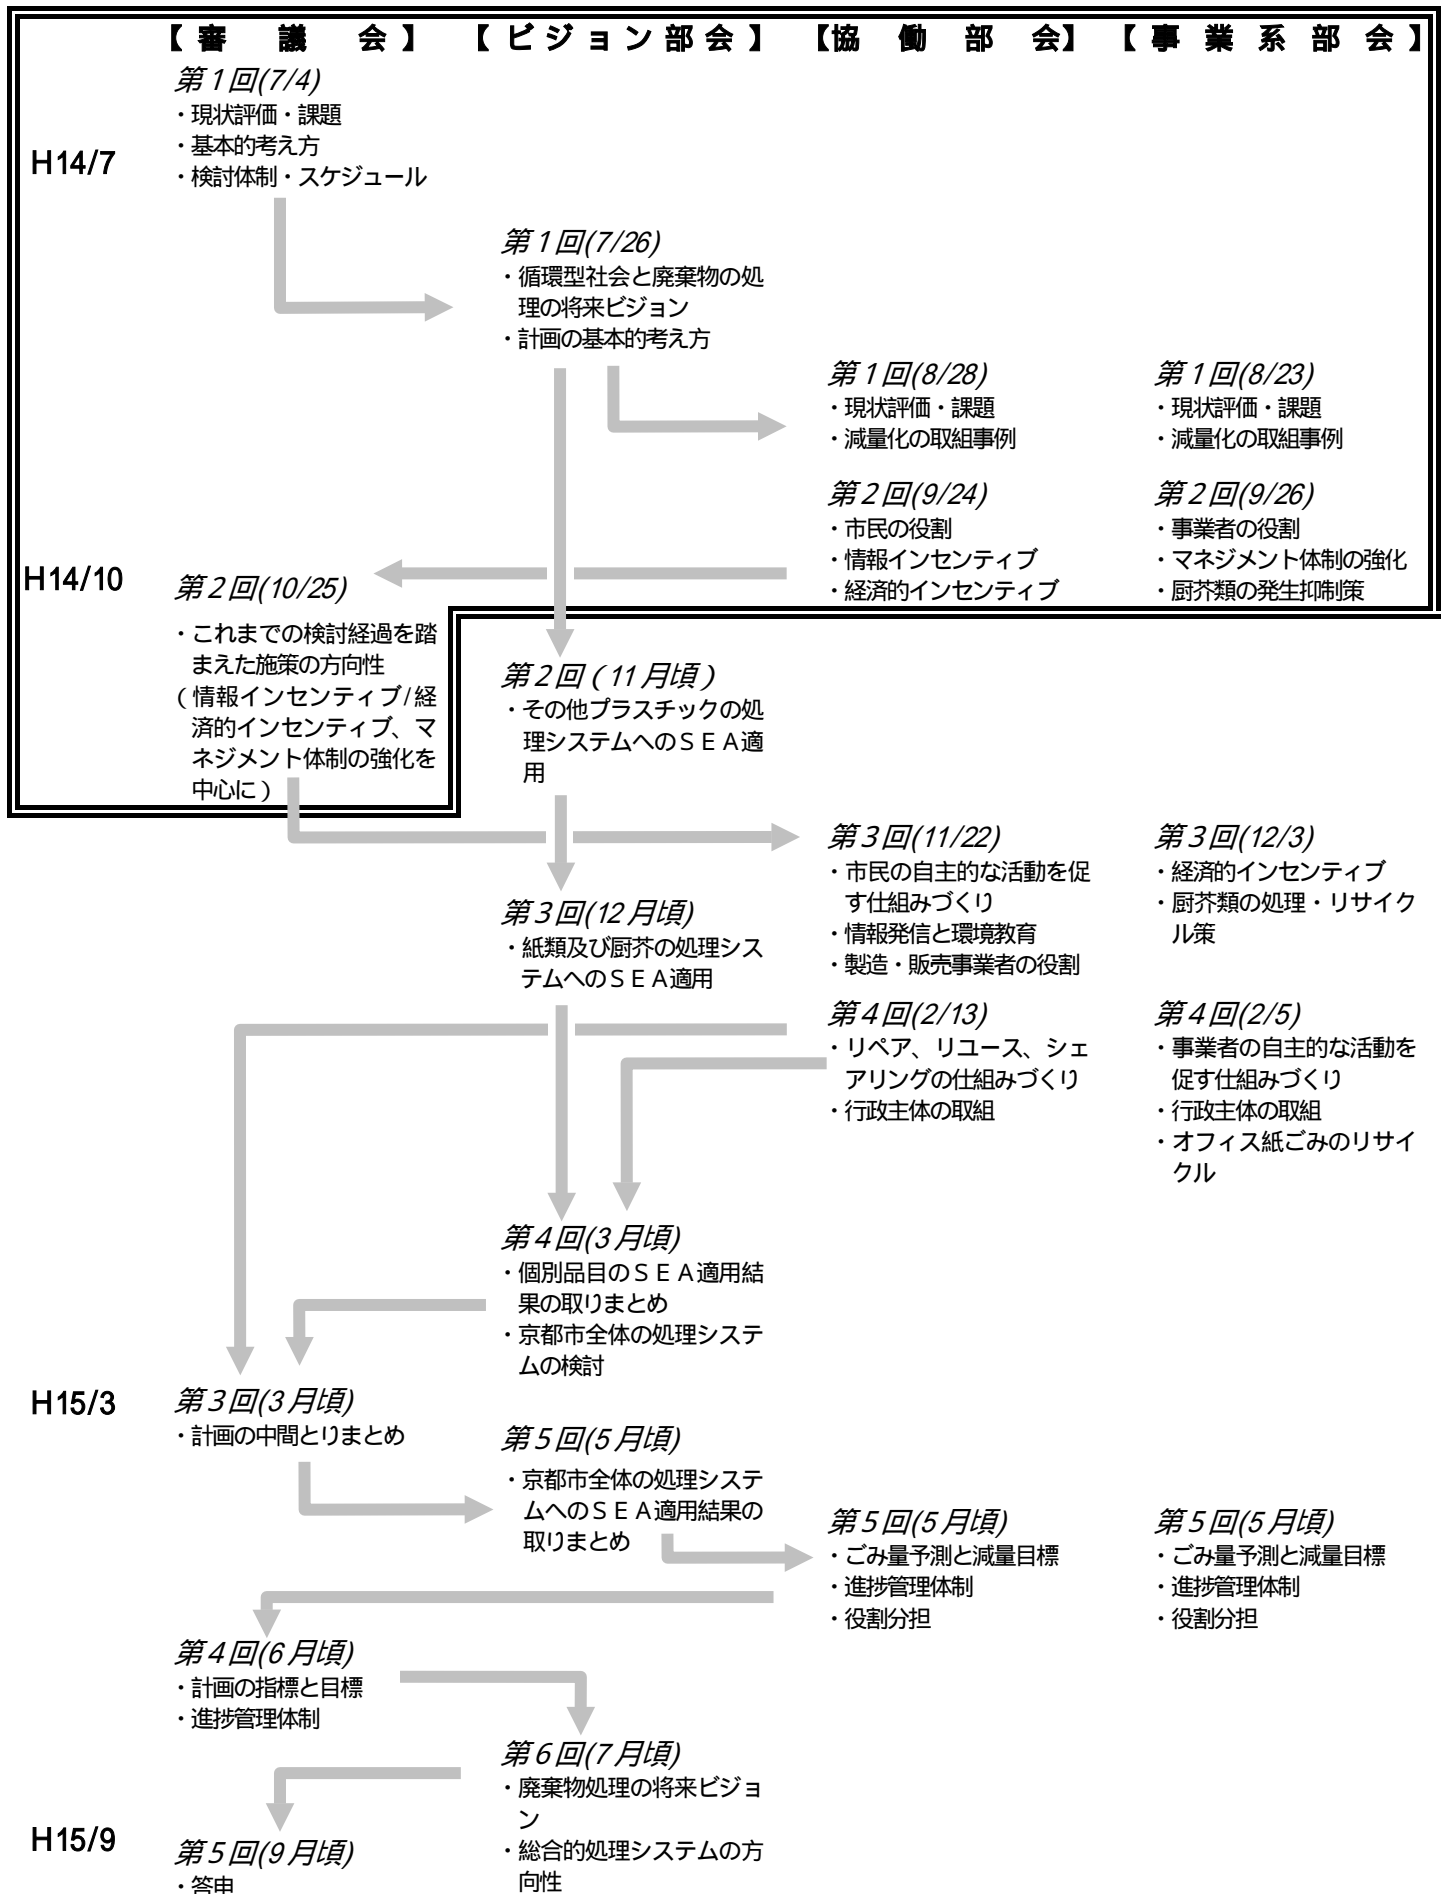 【審議会】 【ビジョン部会】 【協働部会】 【事業系部会】
H14/7
第1回(7/4)
・現状評価・課題
・基本的考え方
・検討体制・スケジュール
第1回(7/26)
・循環型社会と廃棄物の処
理の将来ビジョン
・計画の基本的考え方
第1回(8/28)
・現状評価・課題
・減量化の取組事例
第1回(8/23)
・現状評価・課題
・減量化の取組事例
第2回(9/24)
・市民の役割
・情報インセンティブ
・経済的インセンティブ
第2回(9/26)
・事業者の役割
・マネジメント体制の強化
・厨芥類の発生抑制策
H14/10
第2回(10/25)
・これまでの検討経過を踏
まえた施策の方向性
(情報インセンティブ/経
済的インセンティブ、マ
ネジメント体制の強化を
中心に)
第2回(11月頃)
・その他プラスチックの処
理システムへのSEA適
用
第3回(11/22)
・市民の自主的な活動を促
す仕組みづくり
・情報発信と環境教育
・製造・販売事業者の役割
第3回(12/3)
・経済的インセンティブ
・厨芥類の処理・リサイク
ル策
第3回(12月頃)
・紙類及び厨芥の処理シス
テムへのSEA適用
第4回(2/13)
・リペア、リユース、シェ
アリングの仕組みづくり
・行政主体の取組
第4回(2/5)
・事業者の自主的な活動を
促す仕組みづくり
・行政主体の取組
・オフィス紙ごみのリサイ
クル
第4回(3月頃)
・個別品目のSEA適用結
果の取りまとめ
・京都市全体の処理システ
ムの検討
H15/3
第3回(3月頃)
・計画の中間とりまとめ
第5回(5月頃)
・京都市全体の処理システ
ムへのSEA適用結果の
取りまとめ
第5回(5月頃)
・ごみ量予測と減量目標
・進捗管理体制
・役割分担
第5回(5月頃)
・ごみ量予測と減量目標
・進捗管理体制
・役割分担
第4回(6月頃)
・計画の指標と目標
・進捗管理体制
第6回(7月頃)
・廃棄物処理の将来ビジョ
ン
・総合的処理システムの方
向性
H15/9
第5回(9月頃)
・答申